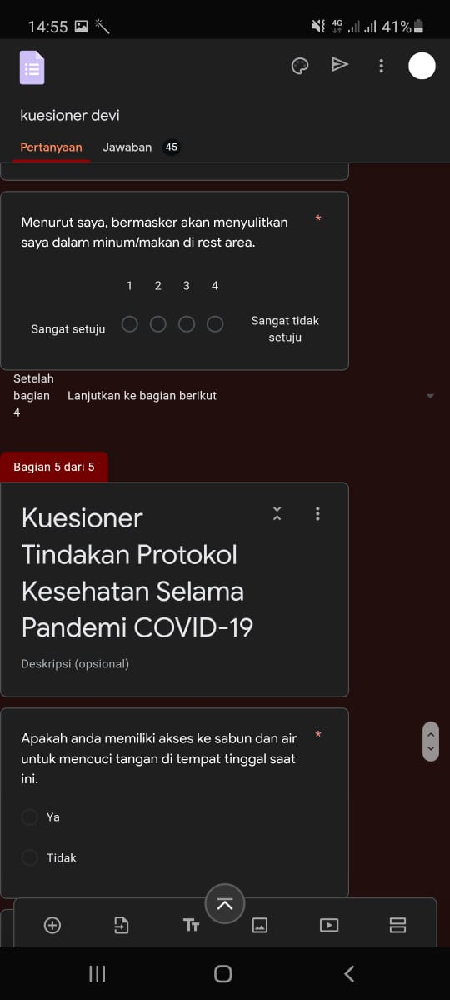 14:55
4G
41%
kuesioner devi
Pertanyaan Jawaban 45
Menurut saya, bermasker akan menyulitkan *
saya dalam minum/makan di rest area.
1 2 3 4
Sangat setuju
Sangat tidak
setuju
Setelah
bagian
4
Lanjutkan ke bagian berikut
Bagian 5 dari 5
Kuesioner
Tindakan Protokol
Kesehatan Selama
Pandemi COVID-19
Deskripsi (opsional)
Apakah anda memiliki akses ke sabun dan air *
untuk mencuci tangan di tempat tinggal saat
ini.
Ya
Tidak
Tт